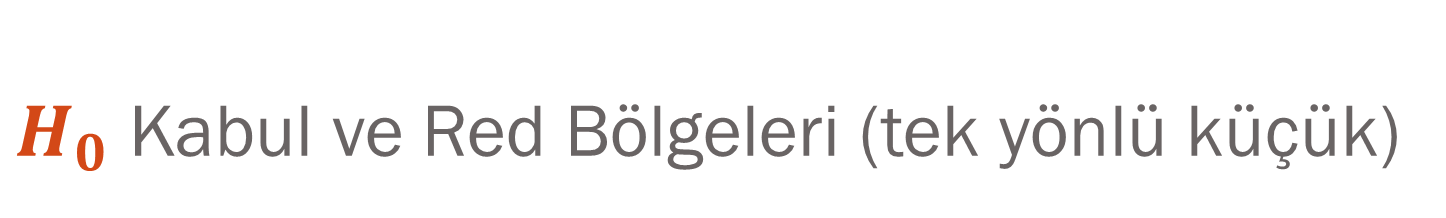 H₀ Kabul ve Red Bölgeleri (tek yönlü küçük)